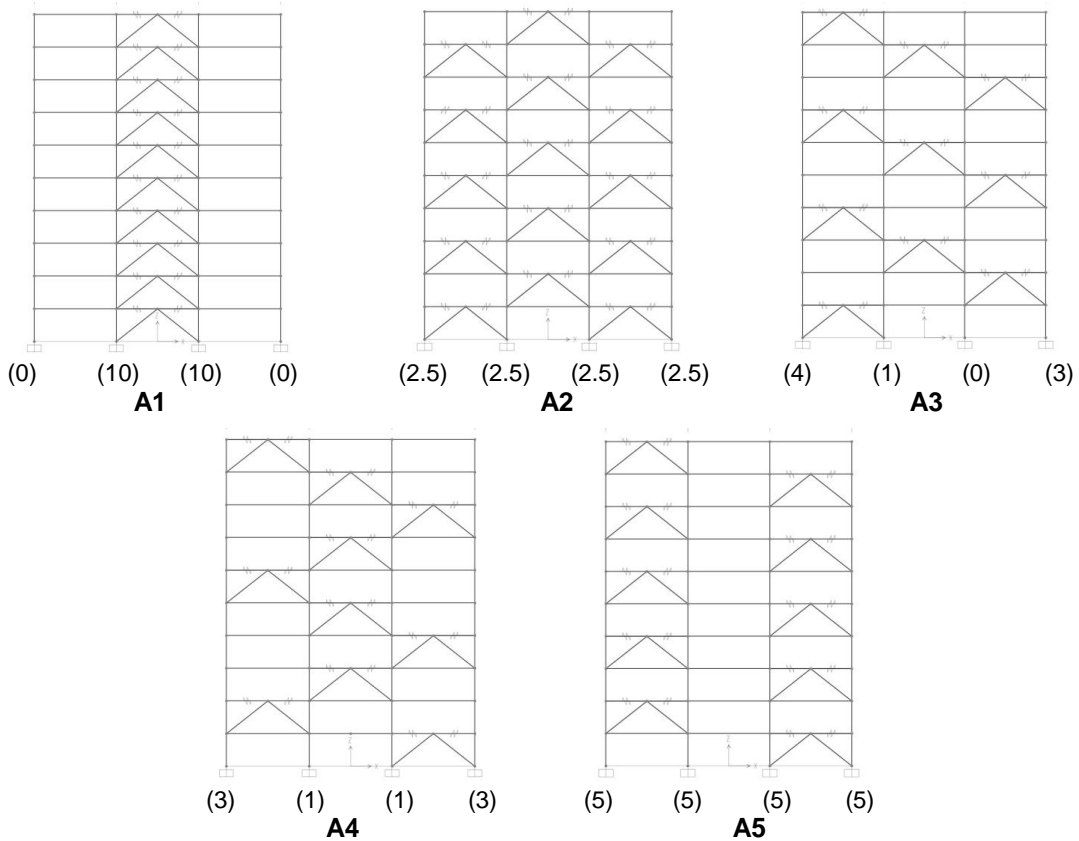 (0) (10) (10) (0)
A1
(2.5) (2.5) (2.5) (2.5)
A2
(4) (1) (0) (3)
A3
(3) (1) (1) (3)
A4
(5) (5) (5) (5)
A5